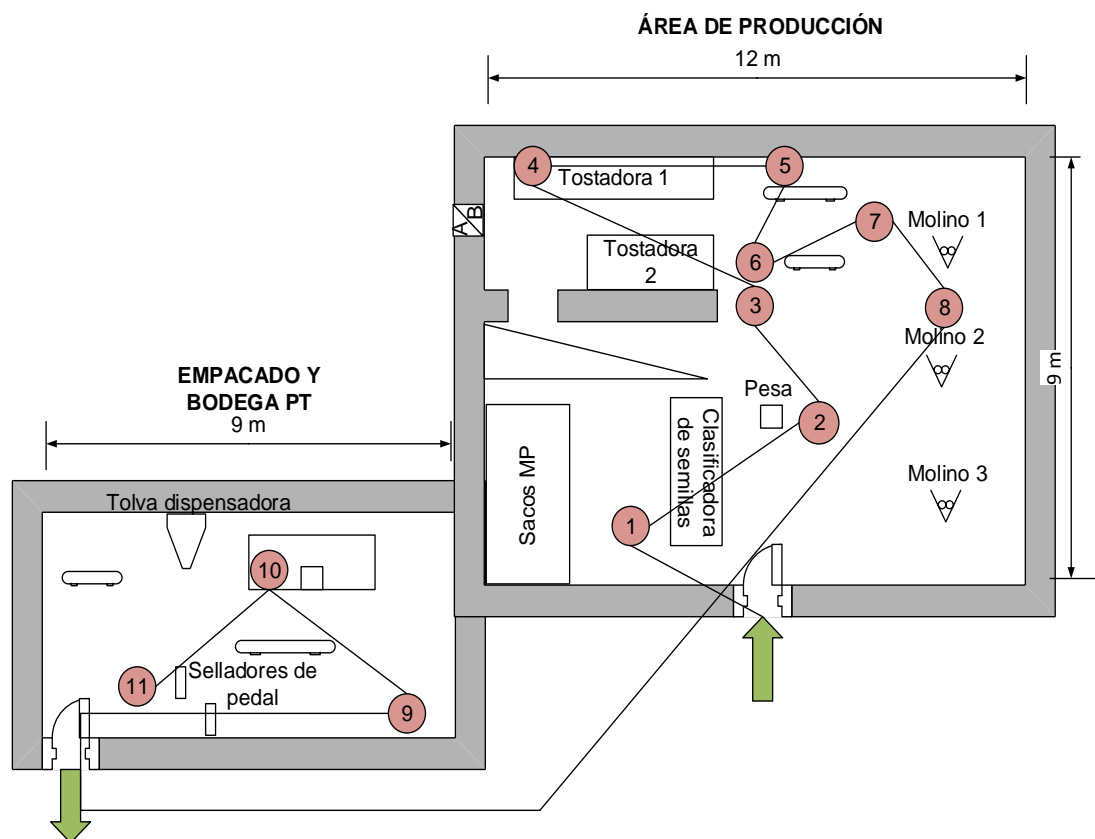 ÁREA DE PRODUCCIÓN
12 m
4
5
Tostadora 1
7
Molino 1
A
B
Tostadora
2
6
3
8
Molino 2
9 m
EMPACADO Y
BODEGA PT
9 m
Pesa
2
Sacos MP
Clasificadora
de semillas
Molino 3
1
Tolva dispensadora
10
11
Selladores de
pedal
9